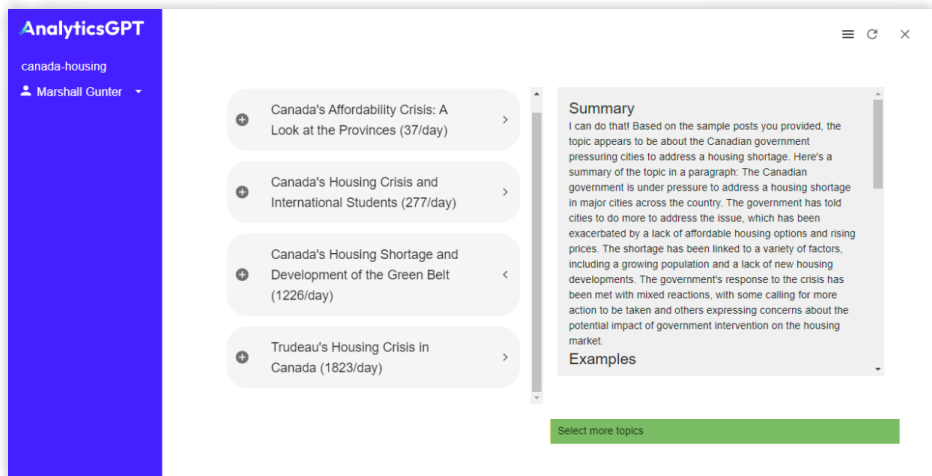 AnalyticsGPT
canada-housing
Marshall Gunter
Canada's Affordability Crisis: A
Look at the Provinces (37/day)
Canada's Housing Crisis and
International Students (277/day)
Canada's Housing Shortage and
Development of the Green Belt
(1226/day)
Trudeau's Housing Crisis in
Canada (1823/day)
Summary
I can do that! Based on the sample posts you provided, the
topic appears to be about the Canadian government
pressuring cities to address a housing shortage. Here's a
summary of the topic in a paragraph: The Canadian
government is under pressure to address a housing shortage
in major cities across the country. The government has told
cities to do more to address the issue, which has been
exacerbated by a lack of affordable housing options and rising
prices. The shortage has been linked to a variety of factors,
including a growing population and a lack of new housing
developments. The government's response to the crisis has
been met with mixed reactions, with some calling for more
action to be taken and others expressing concerns about the
potential impact of government intervention on the housing
market.
Examples
Select more topics